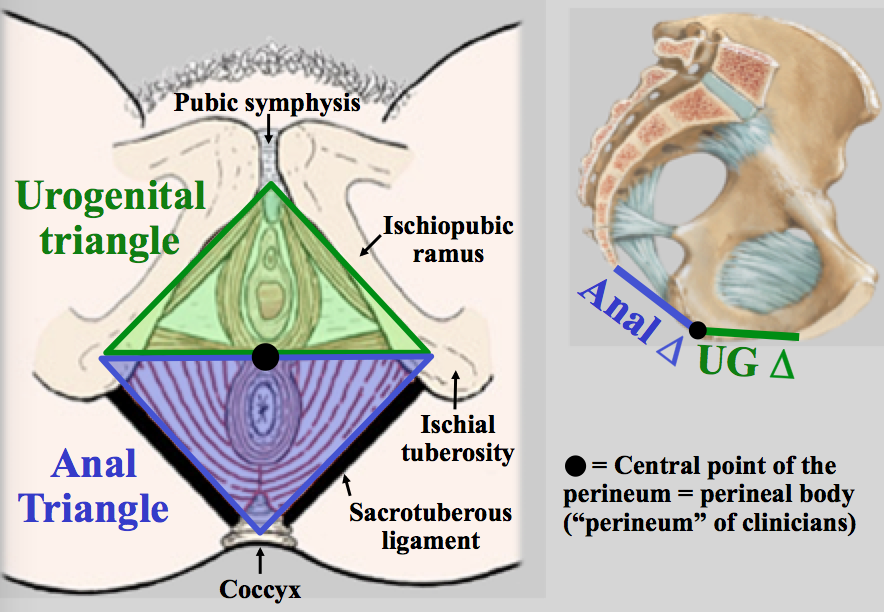 Pubic symphysis
Urogenital
triangle
Ischiopubic
ramus
Ischial
tuberosity
Anal
Triangle
Sacrotuberous
ligament
Coccyx
Anal Δ
UG Δ
= Central point of the
perineum = perineal body
(“perineum” of clinicians)